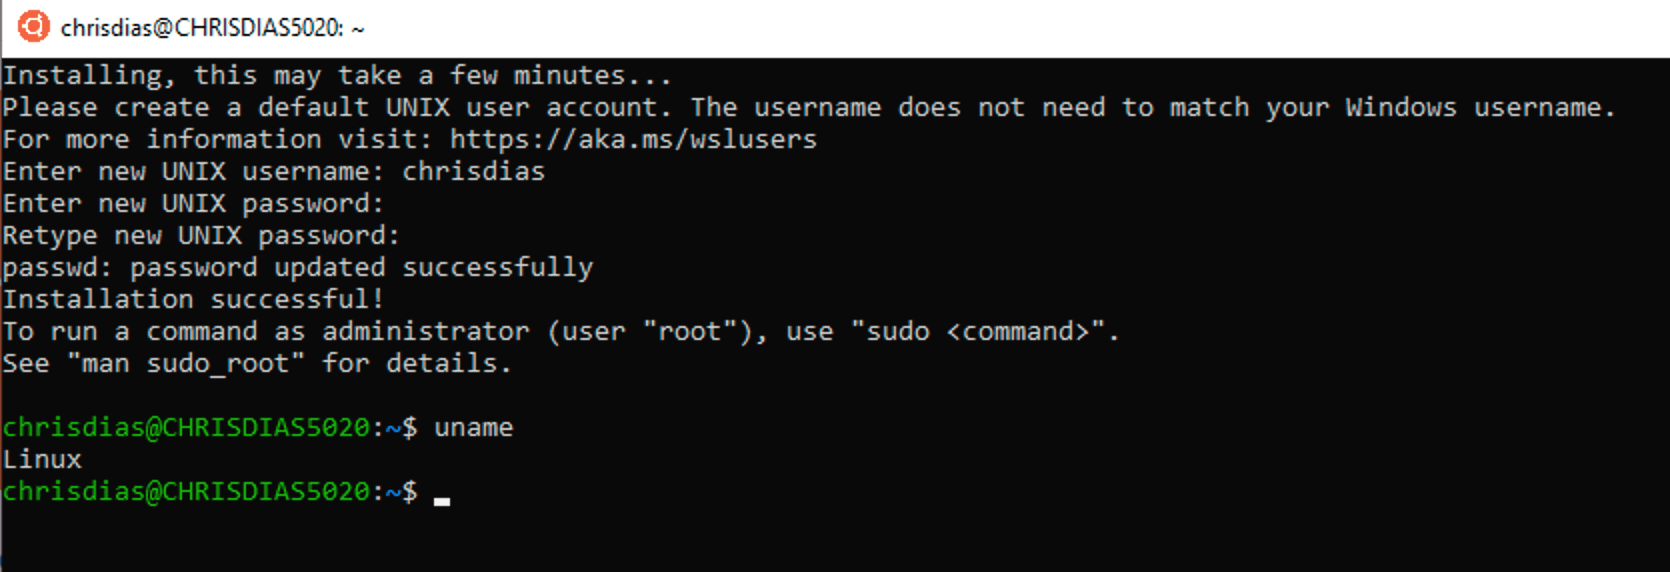 chrisdias@CHRISDIAS5020: ~
Installing, this may take a few minutes...
Please create a default UNIX user account. The username does not need to match your Windows username.
For more information visit: https://aka.ms/wslusers
Enter new UNIX username: chrisdias
Enter new UNIX password:
Retype new UNIX password:
passwd: password updated successfully
Installation successful!
To run a command as administrator (user "root"), use "sudo <command>".
See "man sudo_root" for details.
chrisdias@CHRISDIAS5020:~$ uname
Linux
chrisdias@CHRISDIAS5020:~$